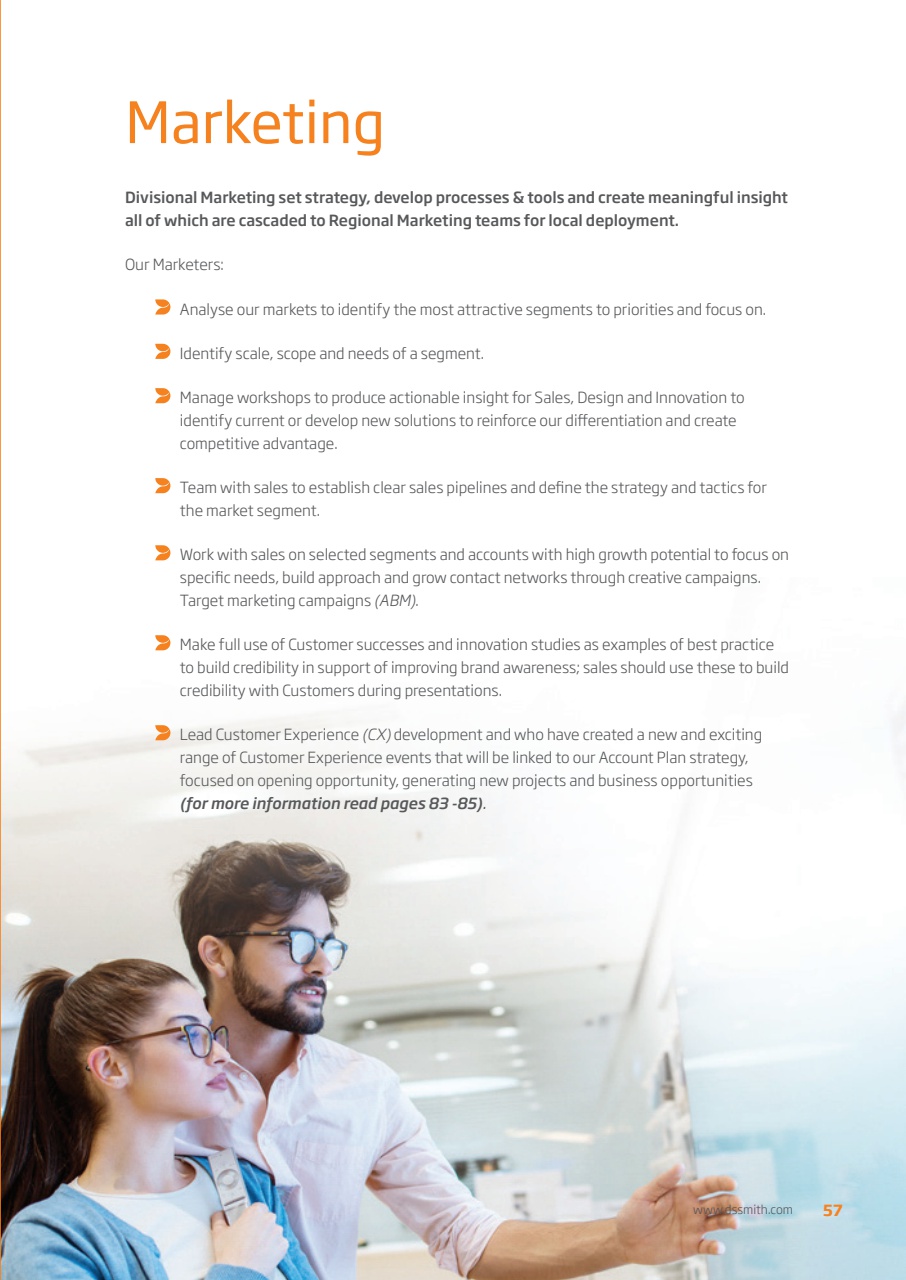 Marketing
Divisional Marketing set strategy, develop processes & tools and create meaningful insight
all of which are cascaded to Regional Marketing teams for local deployment.
Our Marketers:
Analyse our markets to identify the most attractive segments to priorities and focus on.
Identify scale, scope and needs of a segment.
Manage workshops to produce actionable insight for Sales, Design and Innovation to
identify current or develop new solutions to reinforce our differentiation and create
competitive advantage.
Team with sales to establish clear sales pipelines and define the strategy and tactics for
the market segment.
Work with sales on selected segments and accounts with high growth potential to focus on
specific needs, build approach and grow contact networks through creative campaigns.
Target marketing campaigns (ABM).
Make full use of Customer successes and innovation studies as examples of best practice
to build credibility in support of improving brand awareness; sales should use these to build
credibility with Customers during presentations.
Lead Customer Experience (CX) development and who have created a new and exciting
range of Customer Experience events that will be linked to our Account Plan strategy,
focused on opening opportunity, generating new projects and business opportunities
(for more information read pages 83 -85).
www.dssmith.com 57